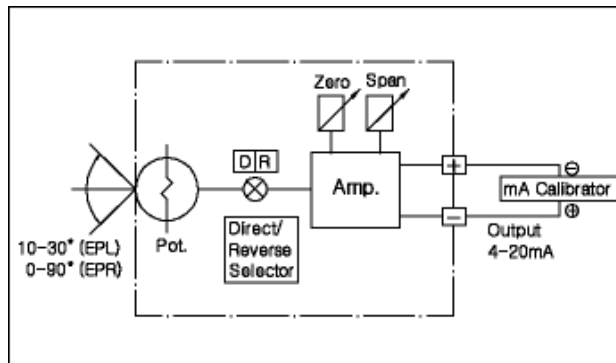 Zero Span
D R
Amp.
+
−
⊖
mA Calibrator
⊕
Output
4-20mA
Pot.
Direct/
Reverse
Selector
10-30° (EPL)
0-90° (EPR)